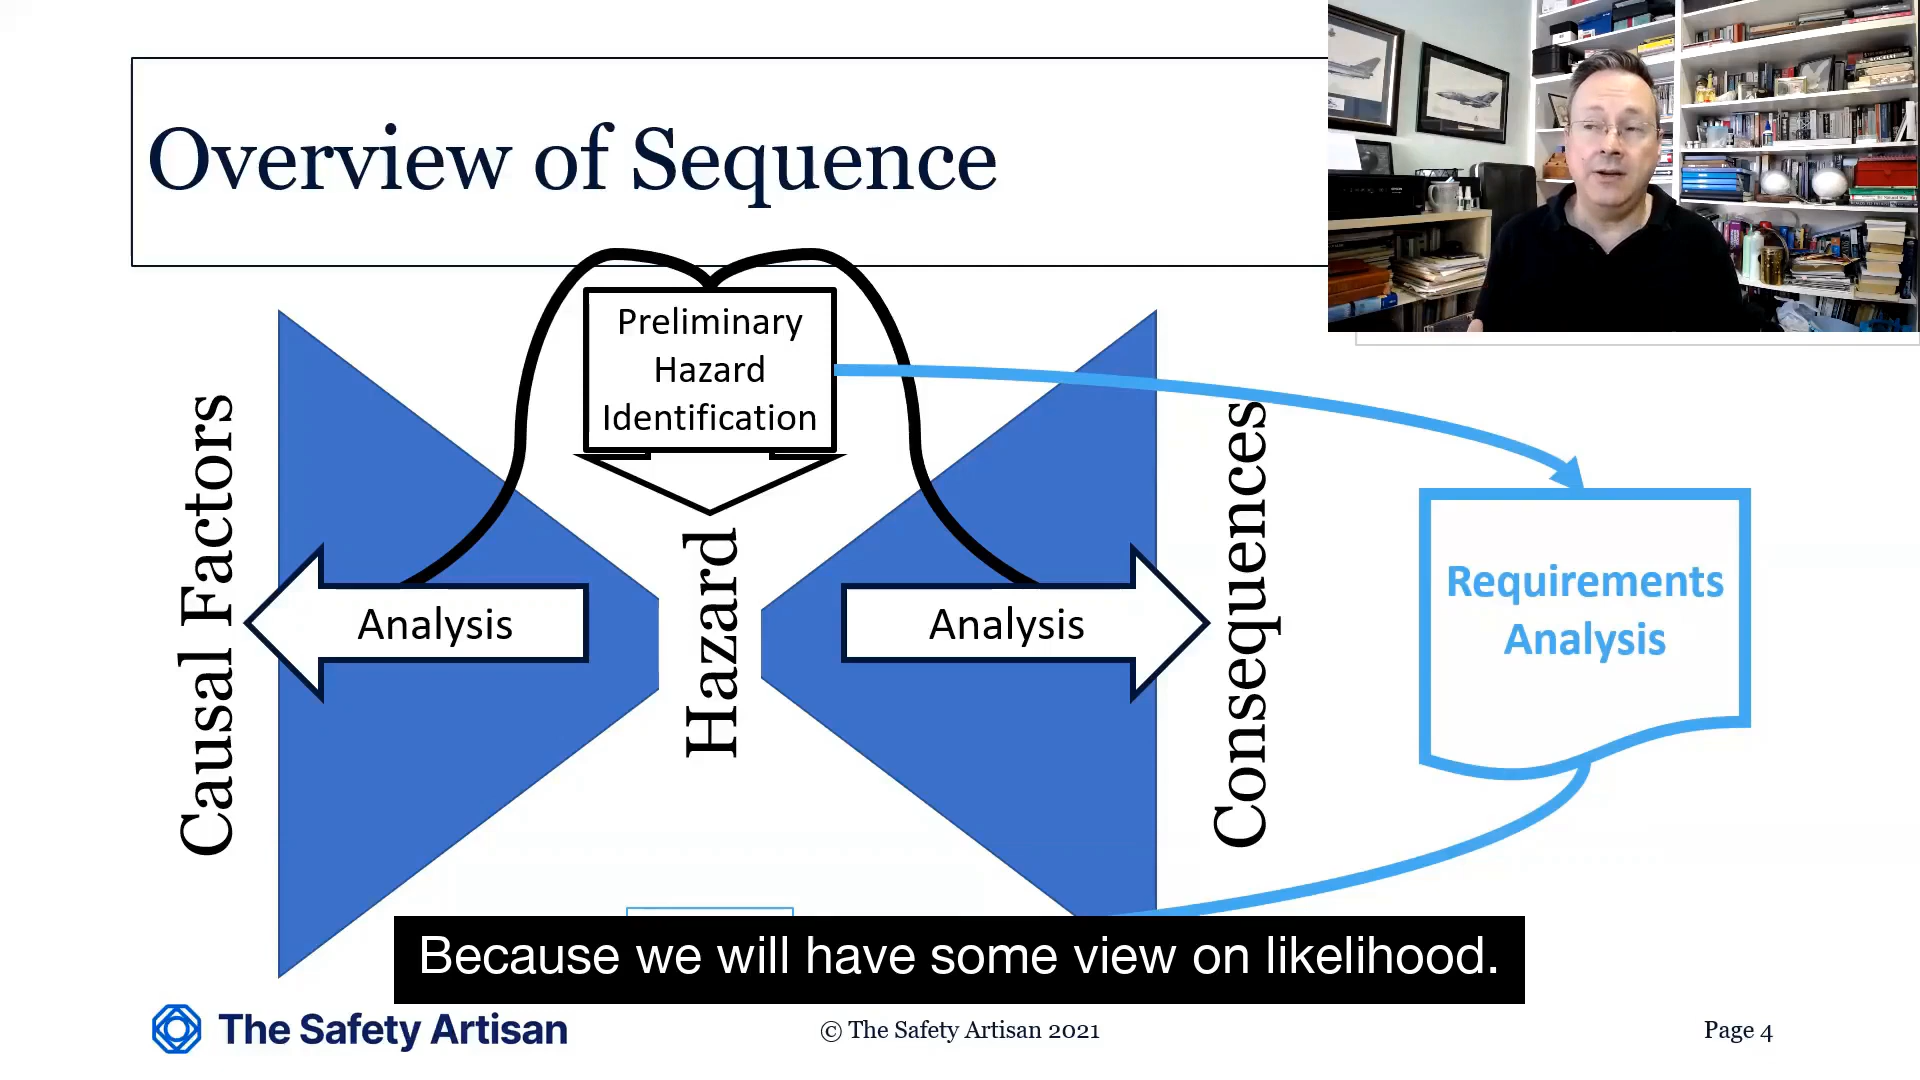 Overview of Sequence
Preliminary
Hazard
Identification
Causal Factors
Analysis
Hazard
Analysis
Consequences
Requirements
Analysis
Because we will have some view on likelihood.
The Safety Artisan
© The Safety Artisan 2021
Page 4